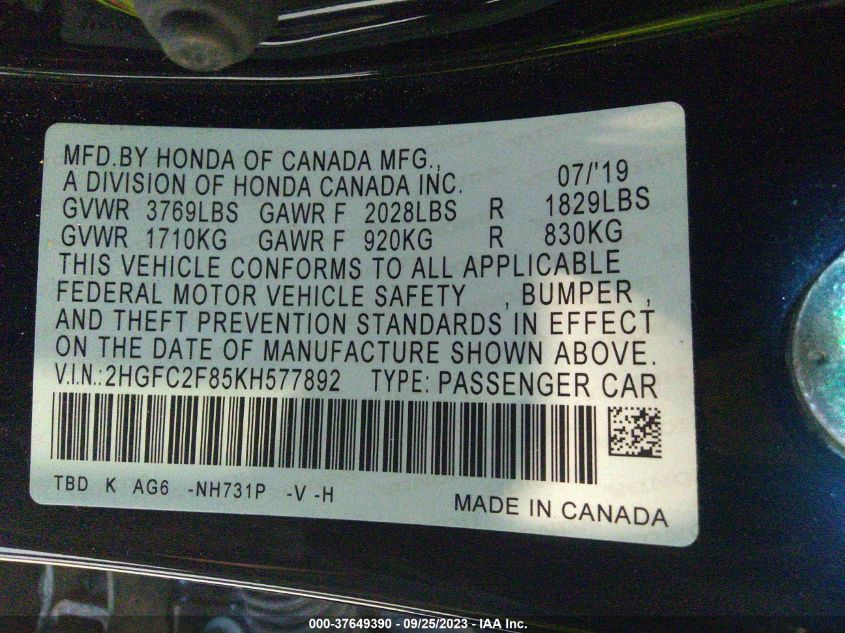 MFD.BY HONDA OF CANADA MFG.,
A DIVISION OF HONDA CANADA INC. 07/'19
GVWR 3769LBS GAWR F 2028LBS R 1829LBS
GVWR 1710KG GAWR F 920KG R 830KG
THIS VEHICLE CONFORMS TO ALL APPLICABLE
FEDERAL MOTOR VEHICLE SAFETY , BUMPER ,
AND THEFT PREVENTION STANDARDS IN EFFECT
ON THE DATE OF MANUFACTURE SHOWN ABOVE.
V.I.N.:2HGFC2F85KH577892 TYPE: PASSENGER CAR
TBD K AG6 -NH731P -V -H
MADE IN CANADA
000-37649390 - 09/25/2023 - IAA Inc.